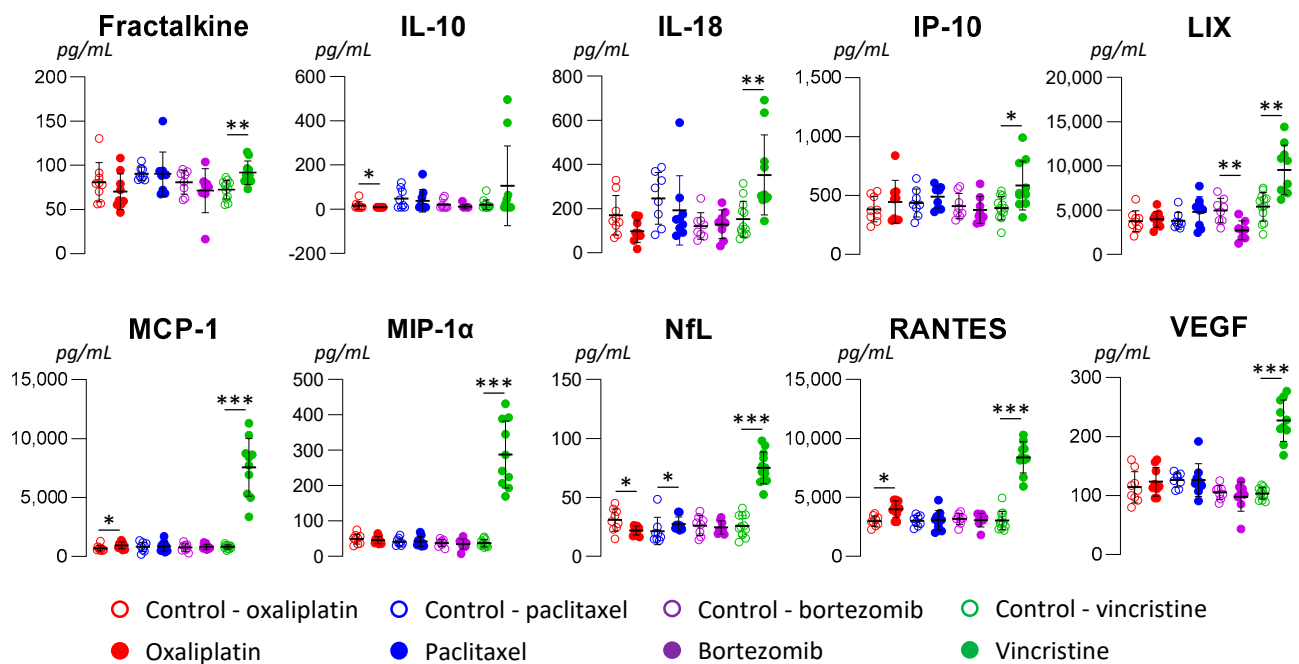 Fractalkine IL-10 IL-18 IP-10 LIX
pg/mL pg/mL pg/mL pg/mL pg/mL
200 600 800 1,500 20,000
150 400 600 1,000 15,000
100 200 400 500 10,000
50 0 200 0 5,000
0 -200 0 0
** * ** * ** **
MCP-1 MIP-1α NfL RANTES VEGF
pg/mL pg/mL pg/mL pg/mL pg/mL
15,000 500 150 15,000 300
10,000 400 100 10,000 200
5,000 300 50 5,000 100
0 200 0 0 0
100
0
* *** *** * * *** * *** ***
Control - oxaliplatin Control - paclitaxel Control - bortezomib Control - vincristine
Oxaliplatin Paclitaxel Bortezomib Vincristine